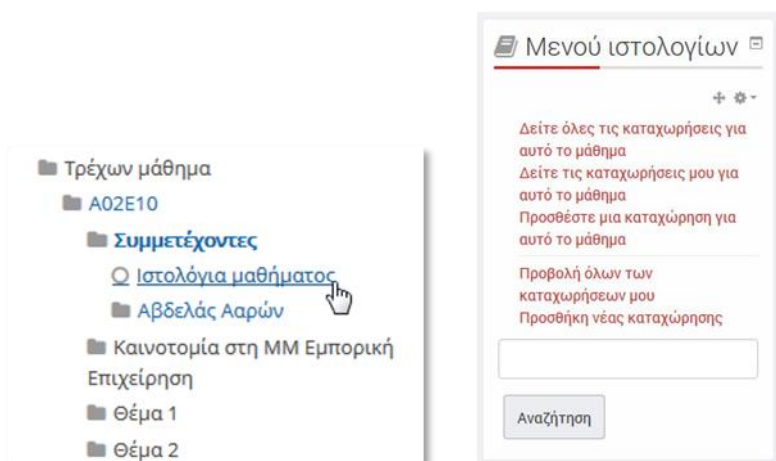 Τρέχων μάθημα
A02E10
Συμμετέχοντες
Ιστολόγια μαθήματος
Αβδελάς Ααρών
Καινοτομία στη ΜΜ Εμπορική
Επιχείρηση
Θέμα 1
Θέμα 2
Μενού ιστολογίων
Δείτε όλες τις καταχωρήσεις για
αυτό το μάθημα
Δείτε τις καταχωρήσεις μου για
αυτό το μάθημα
Προσθέστε μια καταχώρηση για
αυτό το μάθημα
Προβολή όλων των
καταχωρήσεων μου
Προσθήκη νέας καταχώρησης
Αναζήτηση